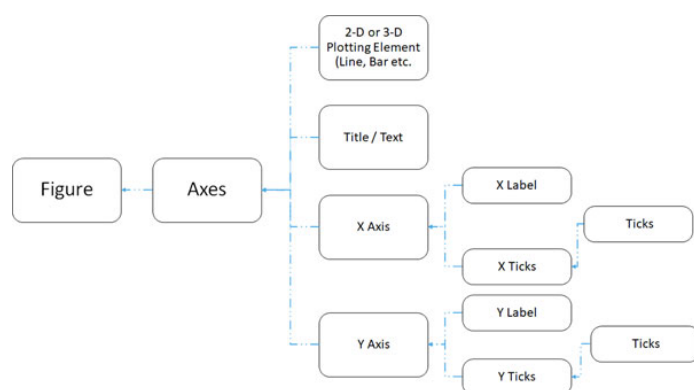 2-D or 3-D
Plotting Element
(Line, Bar etc.
Title / Text
Figure
Axes
X Label
X Axis
Ticks
X Ticks
Y Label
Y Axis
Ticks
Y Ticks